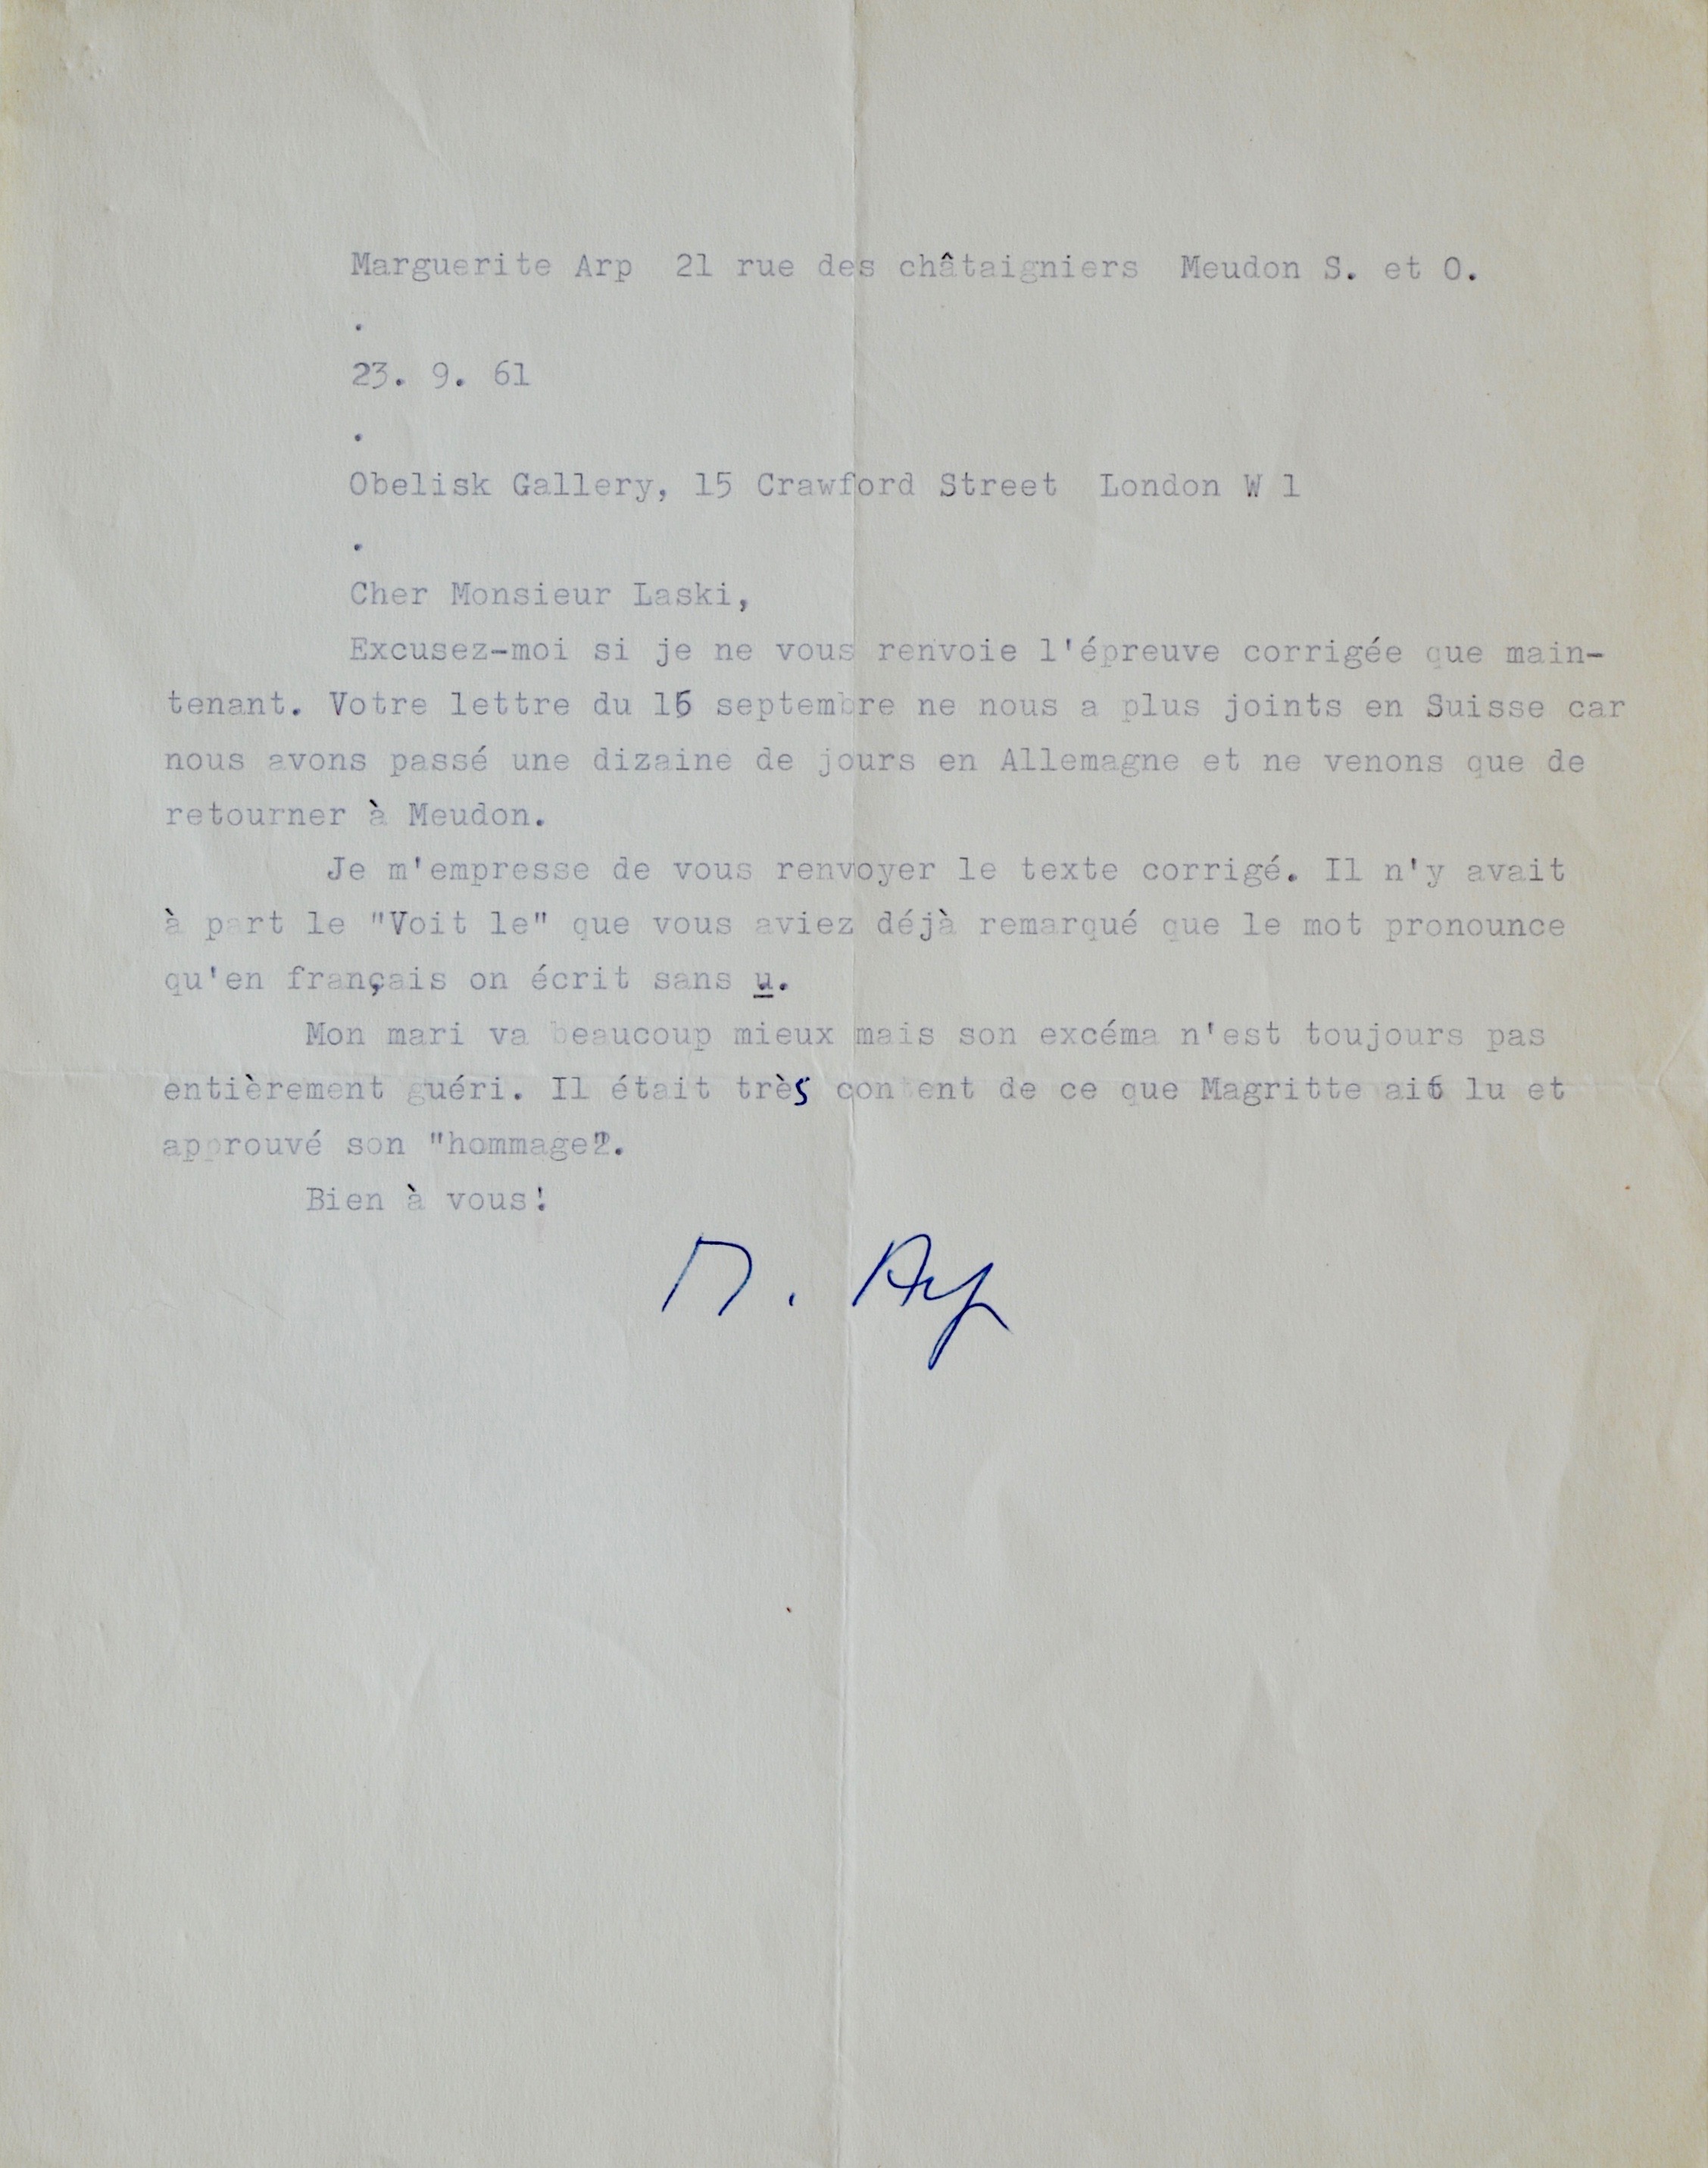 Marguerite Arp  21 rue des châtaigniers  Meudon S. et O.
.
23. 9. 61
.
Obelisk Gallery, 15 Crawford Street  London W 1
.
Cher Monsieur Laski,
Excusez-moi si je ne vous renvoie l'épreuve corrigée que main-
tenant. Votre lettre du septembre ne nous a plus joints en Suisse car
nous avons passé une dizaine de jours en Allemagne et ne venons que de
retourner à Meudon.
Je m'empresse de vous renvoyer le texte corrigé. Il n'y avait
à part le "Voit le" que vous aviez déjà remarqué que le mot pronounce
qu'en français on écrit sans u.
Mon mari va beaucoup mieux mais son excéma n'est toujours pas
entièrement guéri. Il était très content de ce que Magritte ait lu et
approuvé son "hommage".
Bien à vous!
M. Arp